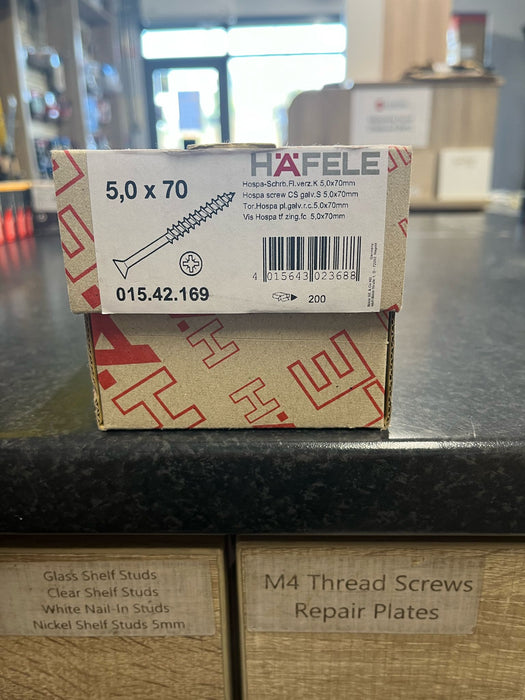 HÄFELE
5,0 x 70
Hospa-Schrb.Fl.verz.K 5,0x70mm
Hospa screw CS galv.S 5,0x70mm
Tor.Hospa pl.galv.r.c.5.0x70mm
Vis Hospa tf zing.fc 5,0x70mm
4 015643 023688
015.42.169
200
Glass Shelf Studs
Clear Shelf Studs
White Nail-In Studs
Nickel Shelf Studs 5mm
M4 Thread Screws
Repair Plates